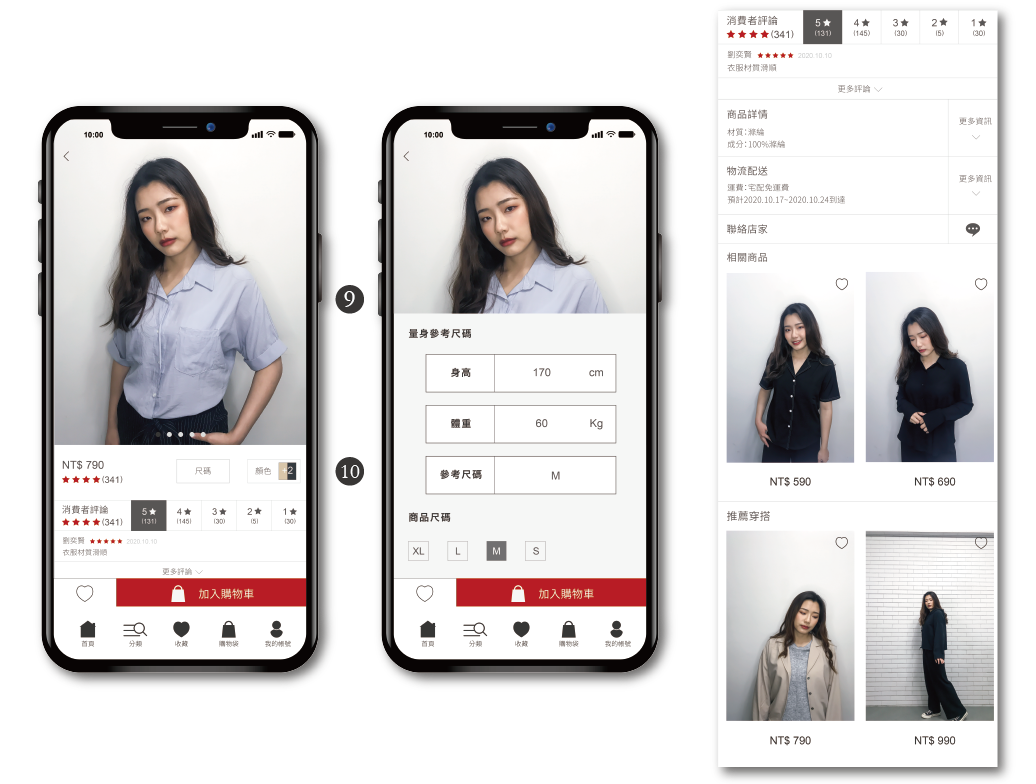 10:00
NT$ 790
(341)
尺碼
顏色
+2
消費者評論
(341)
5★
(131)
4★
(145)
3★
(30)
2★
(5)
1★
(30)
劉奕賢 ★★★★★ 2020.10.10
衣服材質滑順
更多評論
加入購物車
首頁
分類
收藏
購物袋
我的帳號
9
10
10:00
量身參考尺碼
身高 170 cm
體重 60 Kg
參考尺碼 M
商品尺碼
XL L M S
加入購物車
首頁
分類
收藏
購物袋
我的帳號
消費者評論
★★★★(341)
5★
(131)
4★
(145)
3★
(30)
2★
(5)
1★
(30)
劉奕賢 ★★★★★ 2020.10.10
衣服材質滑順
更多評論
商品詳情
材質：滌綸
成分：100%滌綸
更多資訊
物流配送
運費：宅配免運費
預計2020.10.17~2020.10.24到達
更多資訊
聯絡店家
相關商品
NT$ 590
NT$ 690
推薦穿搭
NT$ 790
NT$ 990